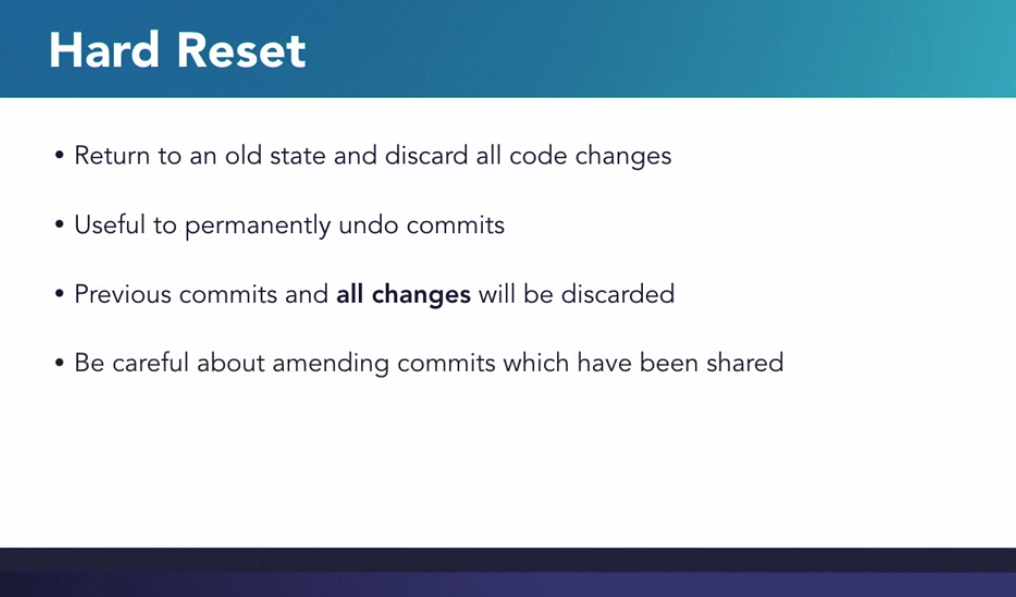 Hard Reset
• Return to an old state and discard all code changes
• Useful to permanently undo commits
• Previous commits and all changes will be discarded
• Be careful about amending commits which have been shared